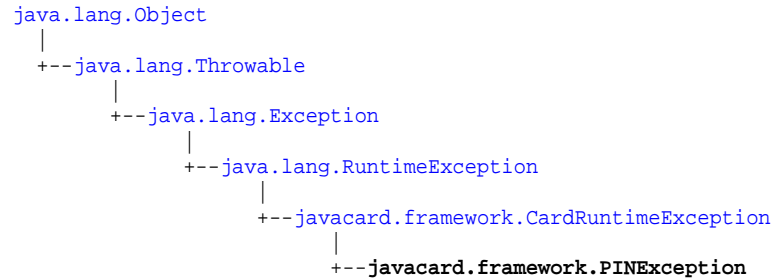 java.lang.Object
|
+--java.lang.Throwable
|
+--java.lang.Exception
|
+--java.lang.RuntimeException
|
+--javacard.framework.CardRuntimeException
|
+--javacard.framework.PINException